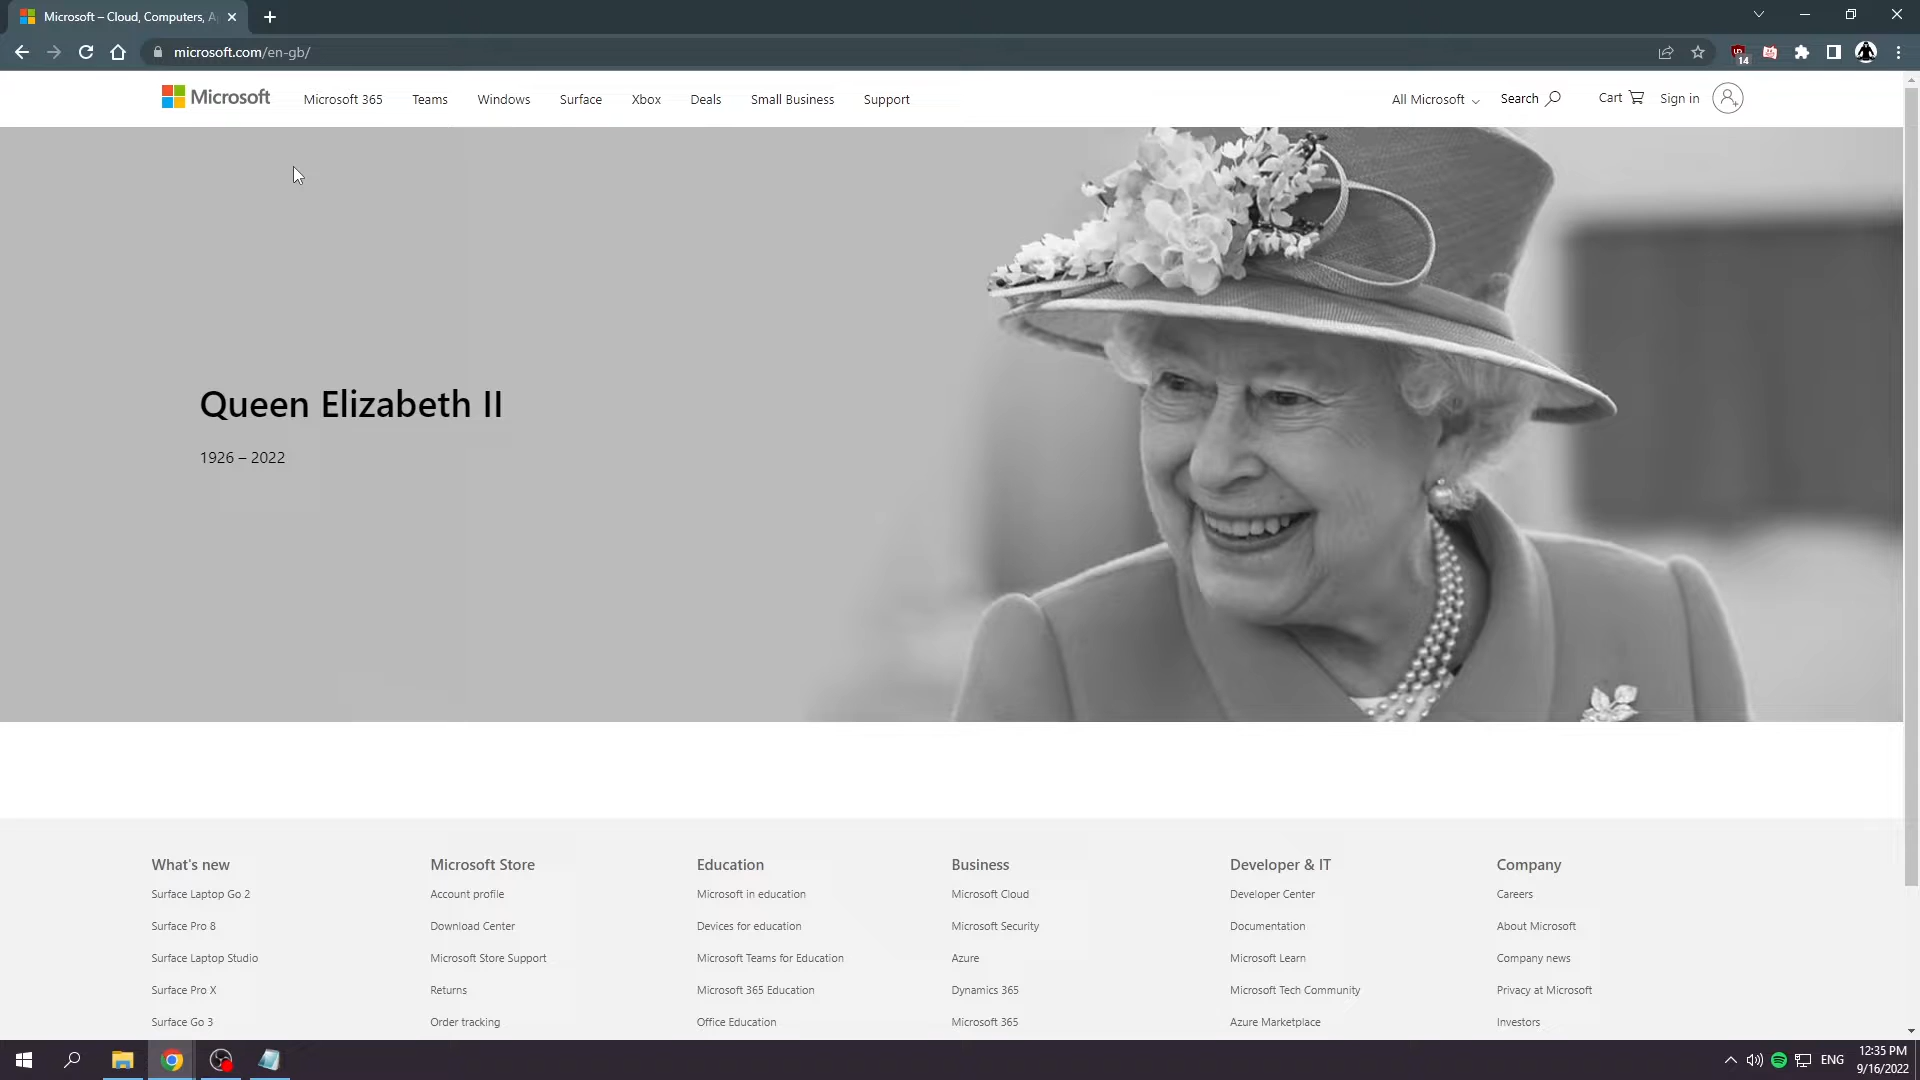 Microsoft – Cloud, Computers, A
microsoft.com/en-gb/
14
Microsoft
Microsoft 365
Teams
Windows
Surface
Xbox
Deals
Small Business
Support
All Microsoft
Search
Cart
Sign in
Queen Elizabeth II
1926 – 2022
What's new
Surface Laptop Go 2
Surface Pro 8
Surface Laptop Studio
Surface Pro X
Surface Go 3
Microsoft Store
Account profile
Download Center
Microsoft Store Support
Returns
Order tracking
Education
Microsoft in education
Devices for education
Microsoft Teams for Education
Microsoft 365 Education
Office Education
Business
Microsoft Cloud
Microsoft Security
Azure
Dynamics 365
Microsoft 365
Developer & IT
Developer Center
Documentation
Microsoft Learn
Microsoft Tech Community
Azure Marketplace
Company
Careers
About Microsoft
Company news
Privacy at Microsoft
Investors
ENG
12:35 PM
9/16/2022